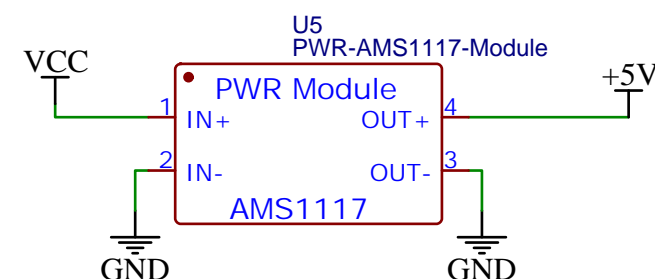 U5
PWR-AMS1117-Module
VCC
+5V
PWR Module
1
IN+
OUT+
4
2
IN-
OUT-
3
AMS1117
GND
GND